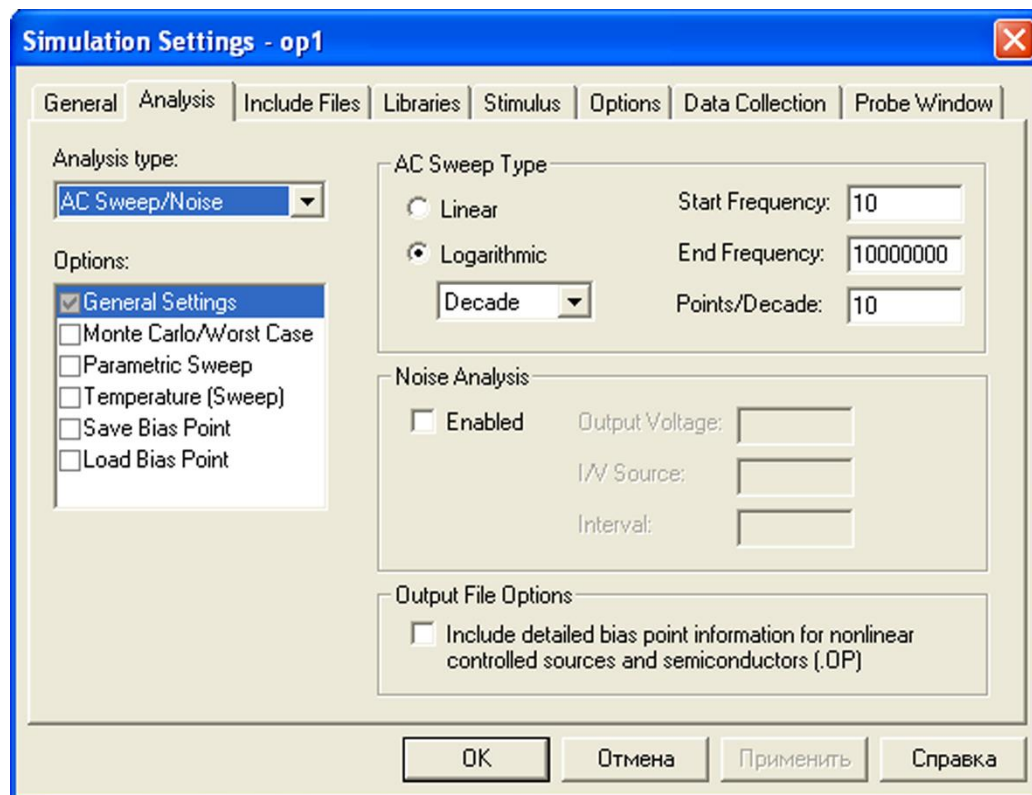 Simulation Settings - op1
General Analysis Include Files Libraries Stimulus Options Data Collection Probe Window
Analysis type:
AC Sweep/Noise
Options:
General Settings
Monte Carlo/Worst Case
Parametric Sweep
Temperature (Sweep)
Save Bias Point
Load Bias Point
AC Sweep Type
Linear
Logarithmic
Decade
Start Frequency: 10
End Frequency: 10000000
Points/Decade: 10
Noise Analysis
Enabled
Output Voltage:
I/V Source:
Interval:
Output File Options
Include detailed bias point information for nonlinear
controlled sources and semiconductors (.OP)
OK Отмена Применить Справка